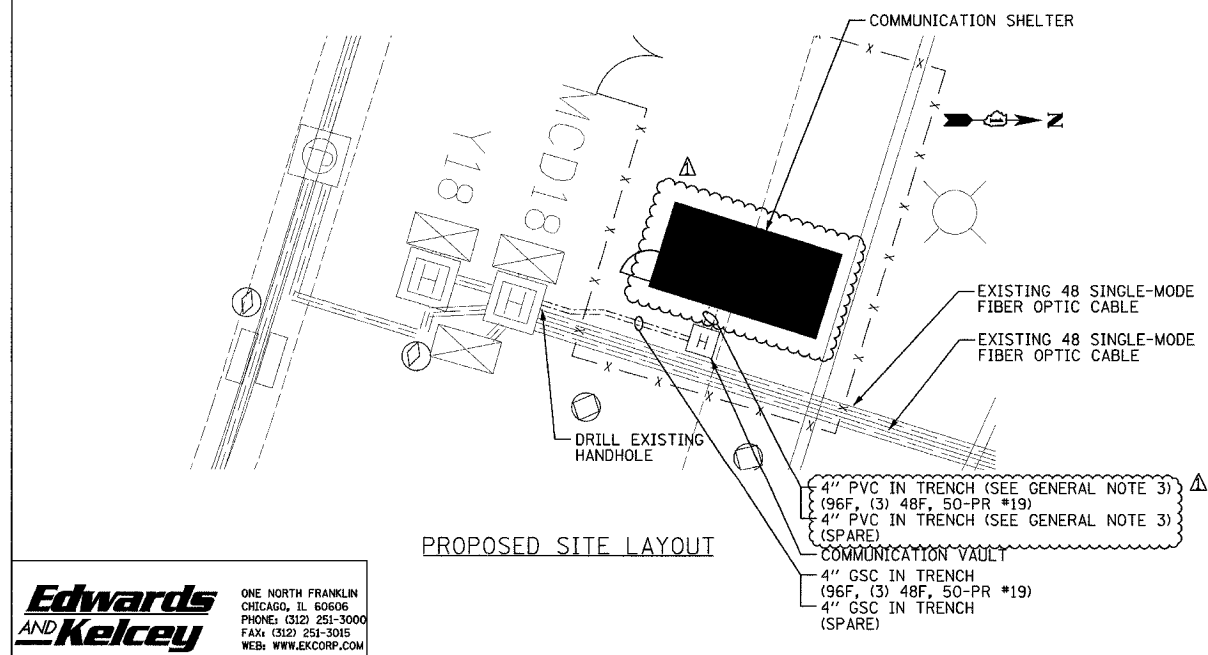 COMMUNICATION SHELTER
MCD18
Y18
1
N
P
H
H
H
EXISTING 48 SINGLE-MODE
FIBER OPTIC CABLE
EXISTING 48 SINGLE-MODE
FIBER OPTIC CABLE
DRILL EXISTING
HANDHOLE
4" PVC IN TRENCH (SEE GENERAL NOTE 3)
1
(96F, (3) 48F, 50-PR #19)
4" PVC IN TRENCH (SEE GENERAL NOTE 3)
(SPARE)
COMMUNICATION VAULT
4" GSC IN TRENCH
(96F, (3) 48F, 50-PR #19)
4" GSC IN TRENCH
(SPARE)
PROPOSED SITE LAYOUT
Edwards
AND Kelcey
ONE NORTH FRANKLIN
CHICAGO, IL 60606
PHONE: (312) 251-3000
FAX: (312) 251-3015
WEB: WWW.EKCORP.COM